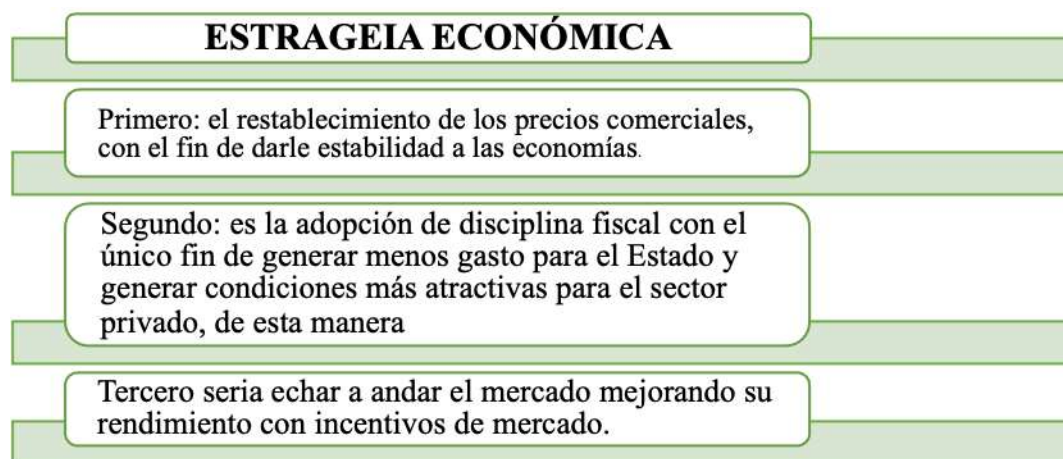 ESTRAGEIA ECONÓMICA
Primero: el restablecimiento de los precios comerciales,
con el fin de darle estabilidad a las economías.
Segundo: es la adopción de disciplina fiscal con el
único fin de generar menos gasto para el Estado y
generar condiciones más atractivas para el sector
privado, de esta manera
Tercero seria echar a andar el mercado mejorando su
rendimiento con incentivos de mercado.